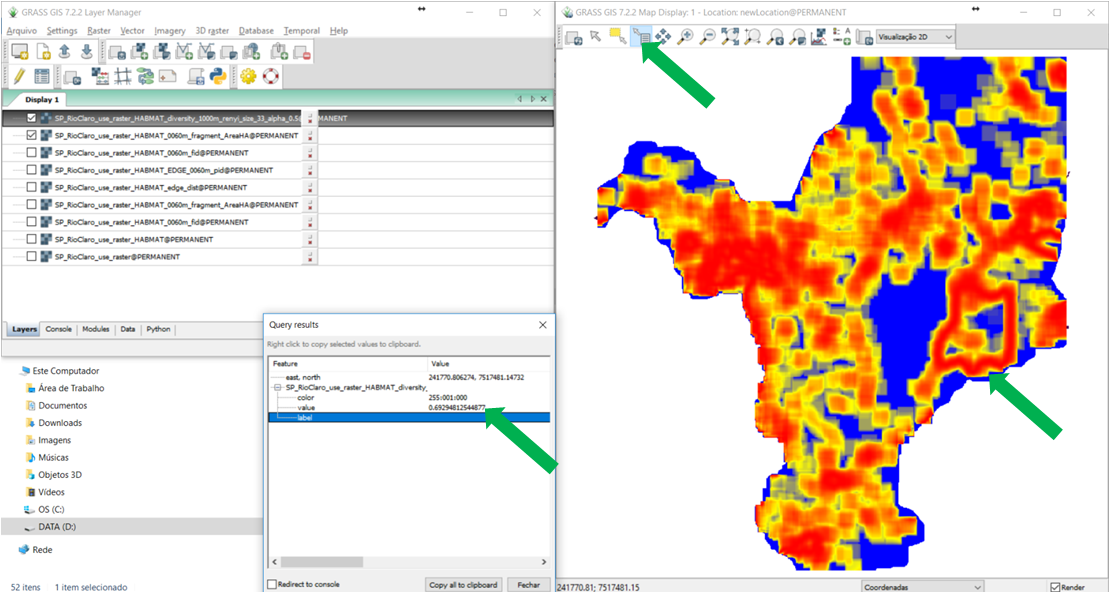 GRASS GIS 7.2.2 Layer Manager
Arquivo Settings Raster Vector Imagery 3D raster Database Temporal Help
Display 1
SP_RioClaro_use_raster_HABMAT_diversity_1000m_renyi_size_33_alpha_0.5@PERMANENT
SP_RioClaro_use_raster_HABMAT_0060m_fragment_AreaHA@PERMANENT
SP_RioClaro_use_raster_HABMAT_0060m_fid@PERMANENT
SP_RioClaro_use_raster_HABMAT_EDGE_0060m_pid@PERMANENT
SP_RioClaro_use_raster_HABMAT_edge_dist@PERMANENT
SP_RioClaro_use_raster_HABMAT_0060m_fragment_AreaHA@PERMANENT
SP_RioClaro_use_raster_HABMAT_0060m_fid@PERMANENT
SP_RioClaro_use_raster_HABMAT@PERMANENT
SP_RioClaro_use_raster@PERMANENT
Layers Console Modules Data Python
Este Computador
Área de Trabalho
Documentos
Downloads
Imagens
Músicas
Objetos 3D
Vídeos
OS (C:)
DATA (D:)
Rede
52 itens 1 item selecionado
Query results
Right click to copy selected values to clipboard.
Feature Value
east, north 241770.806274, 7517481.14732
SP_RioClaro_use_raster_HABMAT_diversity_
color 255:001:000
value 0.69294812544877
label
Redirect to console Copy all to clipboard Fechar
GRASS GIS 7.2.2 Map Display: 1 - Location: newLocation@PERMANENT
Visualização 2D
241770.81; 7517481.15 Coordenadas Render